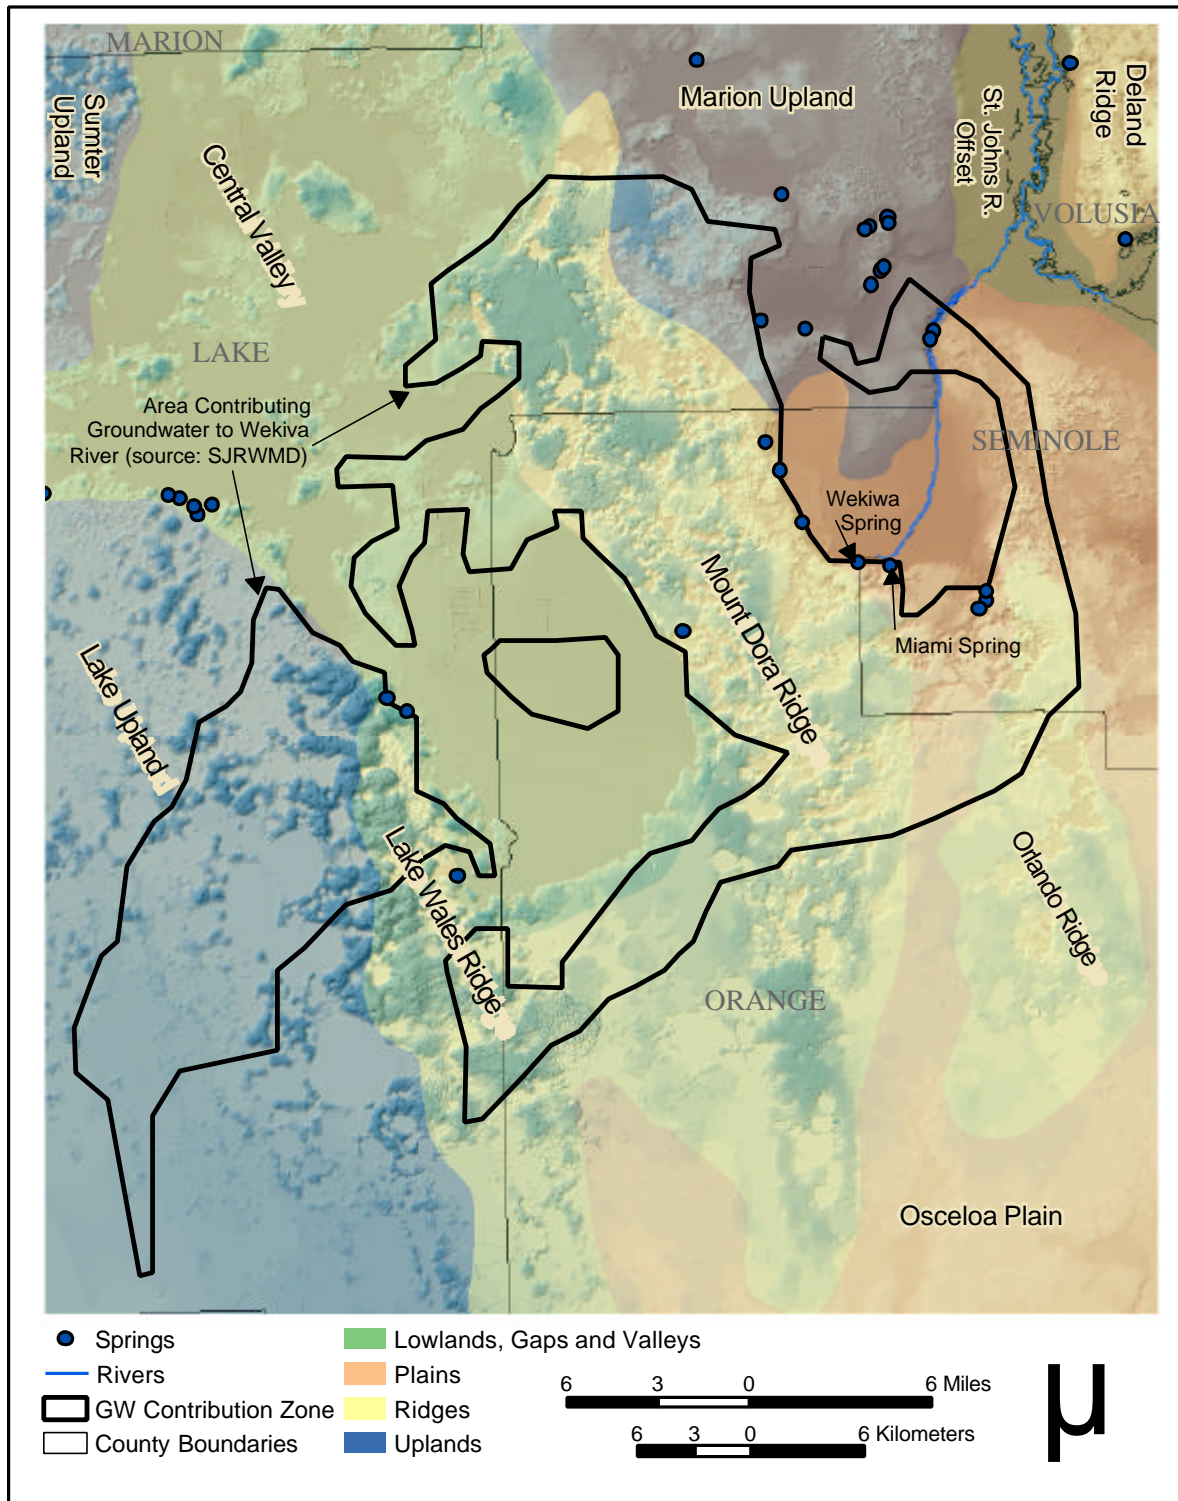 MARION
Marion Upland
Deland
Ridge
St. Johns R.
Offset
Sumter
Upland
Central Valley
VOLUSIA
LAKE
Area Contributing
Groundwater to Wekiva
River (source: SJRWMD)
SEMINOLE
Wekiwa
Spring
Mount Dora Ridge
Miami Spring
Lake Upland
Lake Wales Ridge
Orlando Ridge
ORANGE
Osceloa Plain
Springs
Rivers
GW Contribution Zone
County Boundaries
Lowlands, Gaps and Valleys
Plains
Ridges
Uplands
6 3 0 6 Miles
6 3 0 6 Kilometers
µ